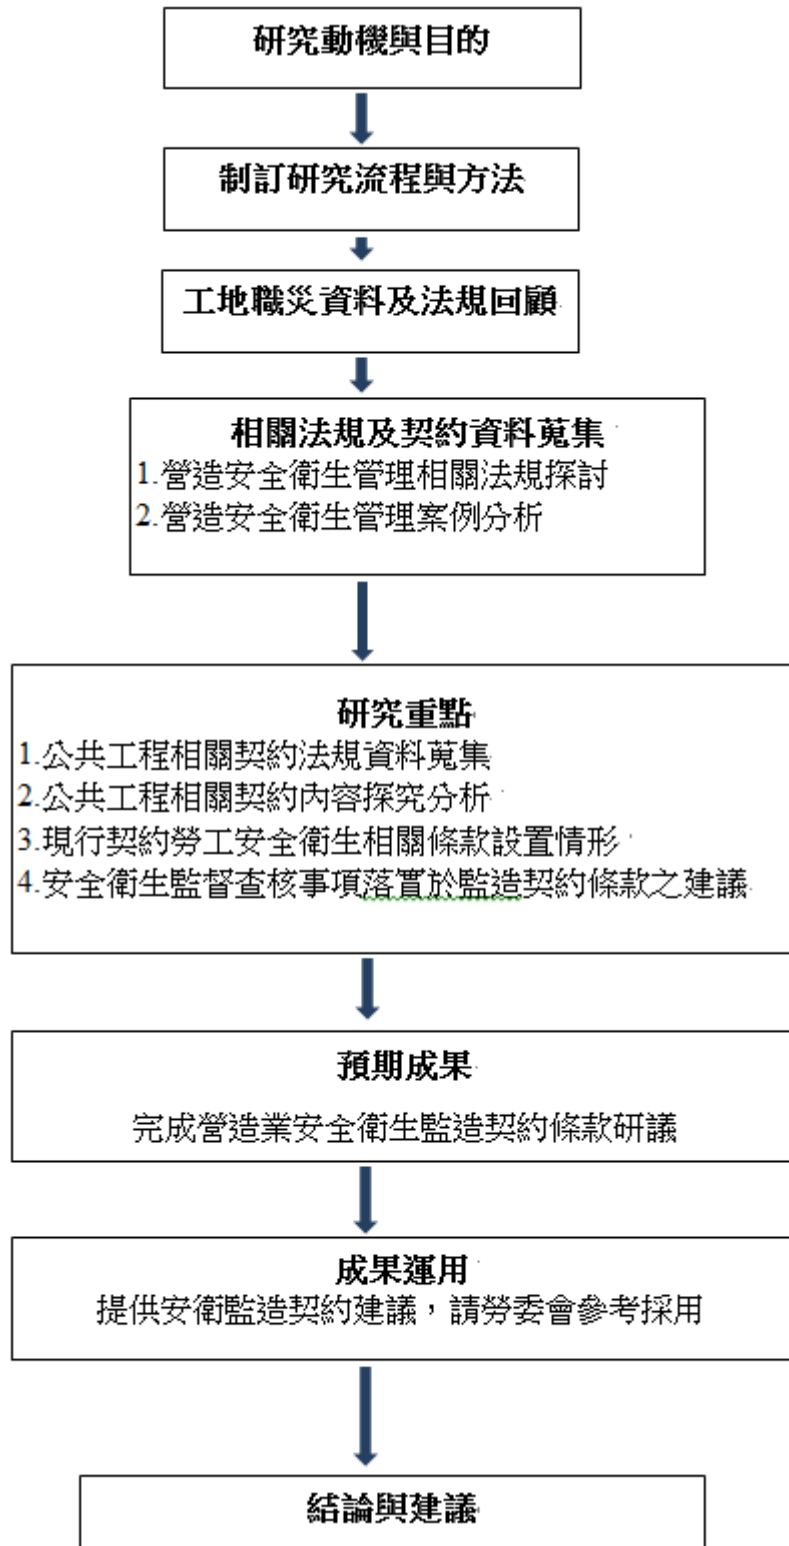 研究動機與目的
制訂研究流程與方法
工地職災資料及法規回顧
相關法規及契約資料蒐集
1.營造安全衛生管理相關法規探討
2.營造安全衛生管理案例分析
研究重點
1.公共工程相關契約法規資料蒐集
2.公共工程相關契約內容探究分析
3.現行契約勞工安全衛生相關條款設置情形
4.安全衛生監督查核事項落實於監造契約條款之建議
預期成果
完成營造業安全衛生監造契約條款研議
成果運用
提供安衛監造契約建議，請勞委會參考採用
結論與建議